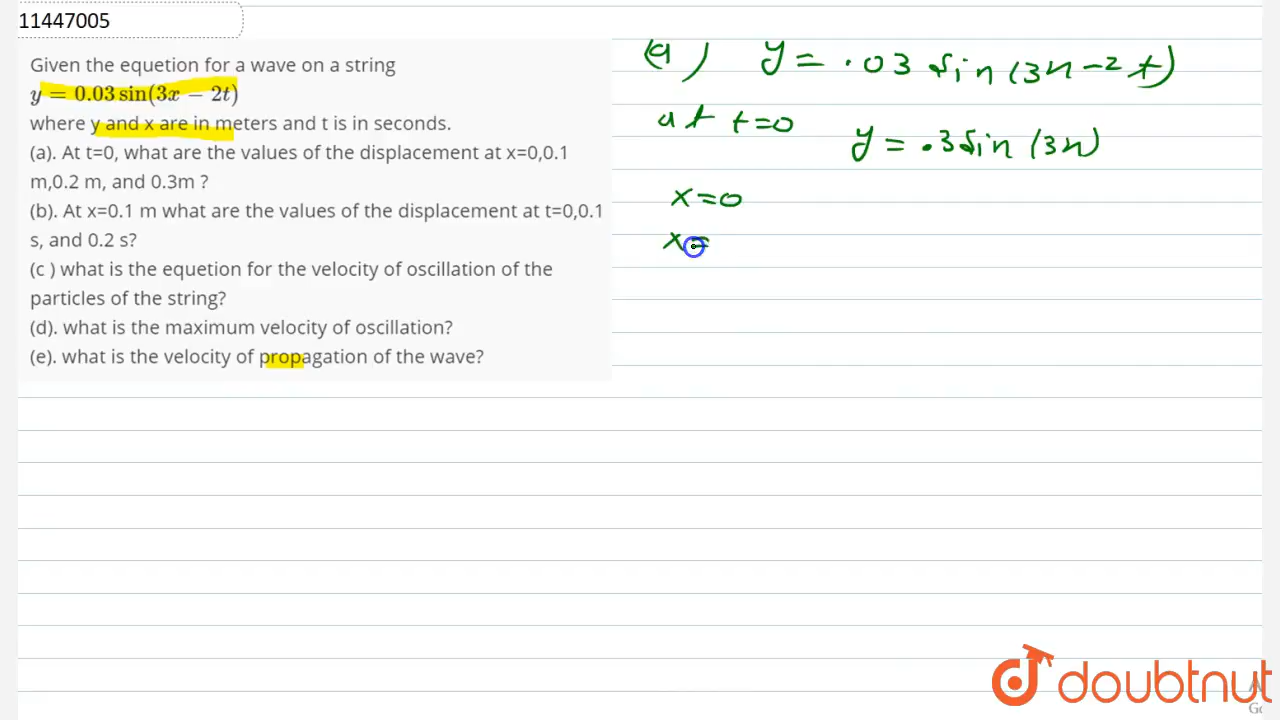 11447005
Given the equetion for a wave on a string
y = 0.03 sin(3x − 2t)
where y and x are in meters and t is in seconds.
(a). At t=0, what are the values of the displacement at x=0,0.1
m,0.2 m, and 0.3m ?
(b). At x=0.1 m what are the values of the displacement at t=0,0.1
s, and 0.2 s?
(c ) what is the equation for the velocity of oscillation of the
particles of the string?
(d). what is the maximum velocity of oscillation?
(e). what is the velocity of propagation of the wave?
(a) y = .03 sin (3x-2t)
at t=0
y = .3 sin (3x)
x=0
x=
doubtnut